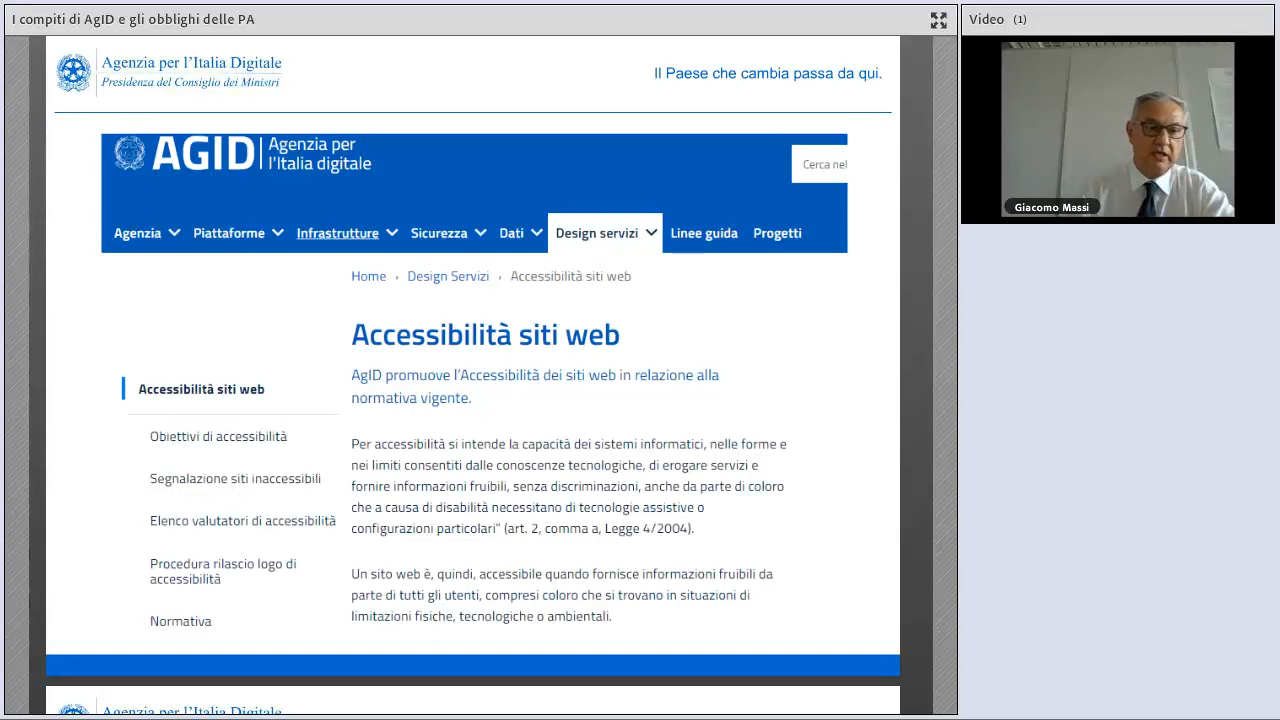 I compiti di AgID e gli obblighi delle PA
Video (1)
Agenzia per l'Italia Digitale
Presidenza del Consiglio dei Ministri
Il Paese che cambia passa da qui.
AGID
Agenzia per
l'Italia digitale
Cerca nel
Agenzia Piattaforme Infrastrutture Sicurezza Dati Design servizi Linee guida Progetti
Home › Design Servizi › Accessibilità siti web
Accessibilità siti web
AgID promuove l'Accessibilità dei siti web in relazione alla
normativa vigente.
Accessibilità siti web
Obiettivi di accessibilità
Segnalazione siti inaccessibili
Elenco valutatori di accessibilità
Procedura rilascio logo di
accessibilità
Normativa
Per accessibilità si intende la capacità dei sistemi informatici, nelle forme e
nei limiti consentiti dalle conoscenze tecnologiche, di erogare servizi e
fornire informazioni fruibili, senza discriminazioni, anche da parte di coloro
che a causa di disabilità necessitano di tecnologie assistive o
configurazioni particolari” (art. 2, comma a, Legge 4/2004).
Un sito web è, quindi, accessibile quando fornisce informazioni fruibili da
parte di tutti gli utenti, compresi coloro che si trovano in situazioni di
limitazioni fisiche, tecnologiche o ambientali.
Agenzia per l'Italia Digitale
Giacomo Massi